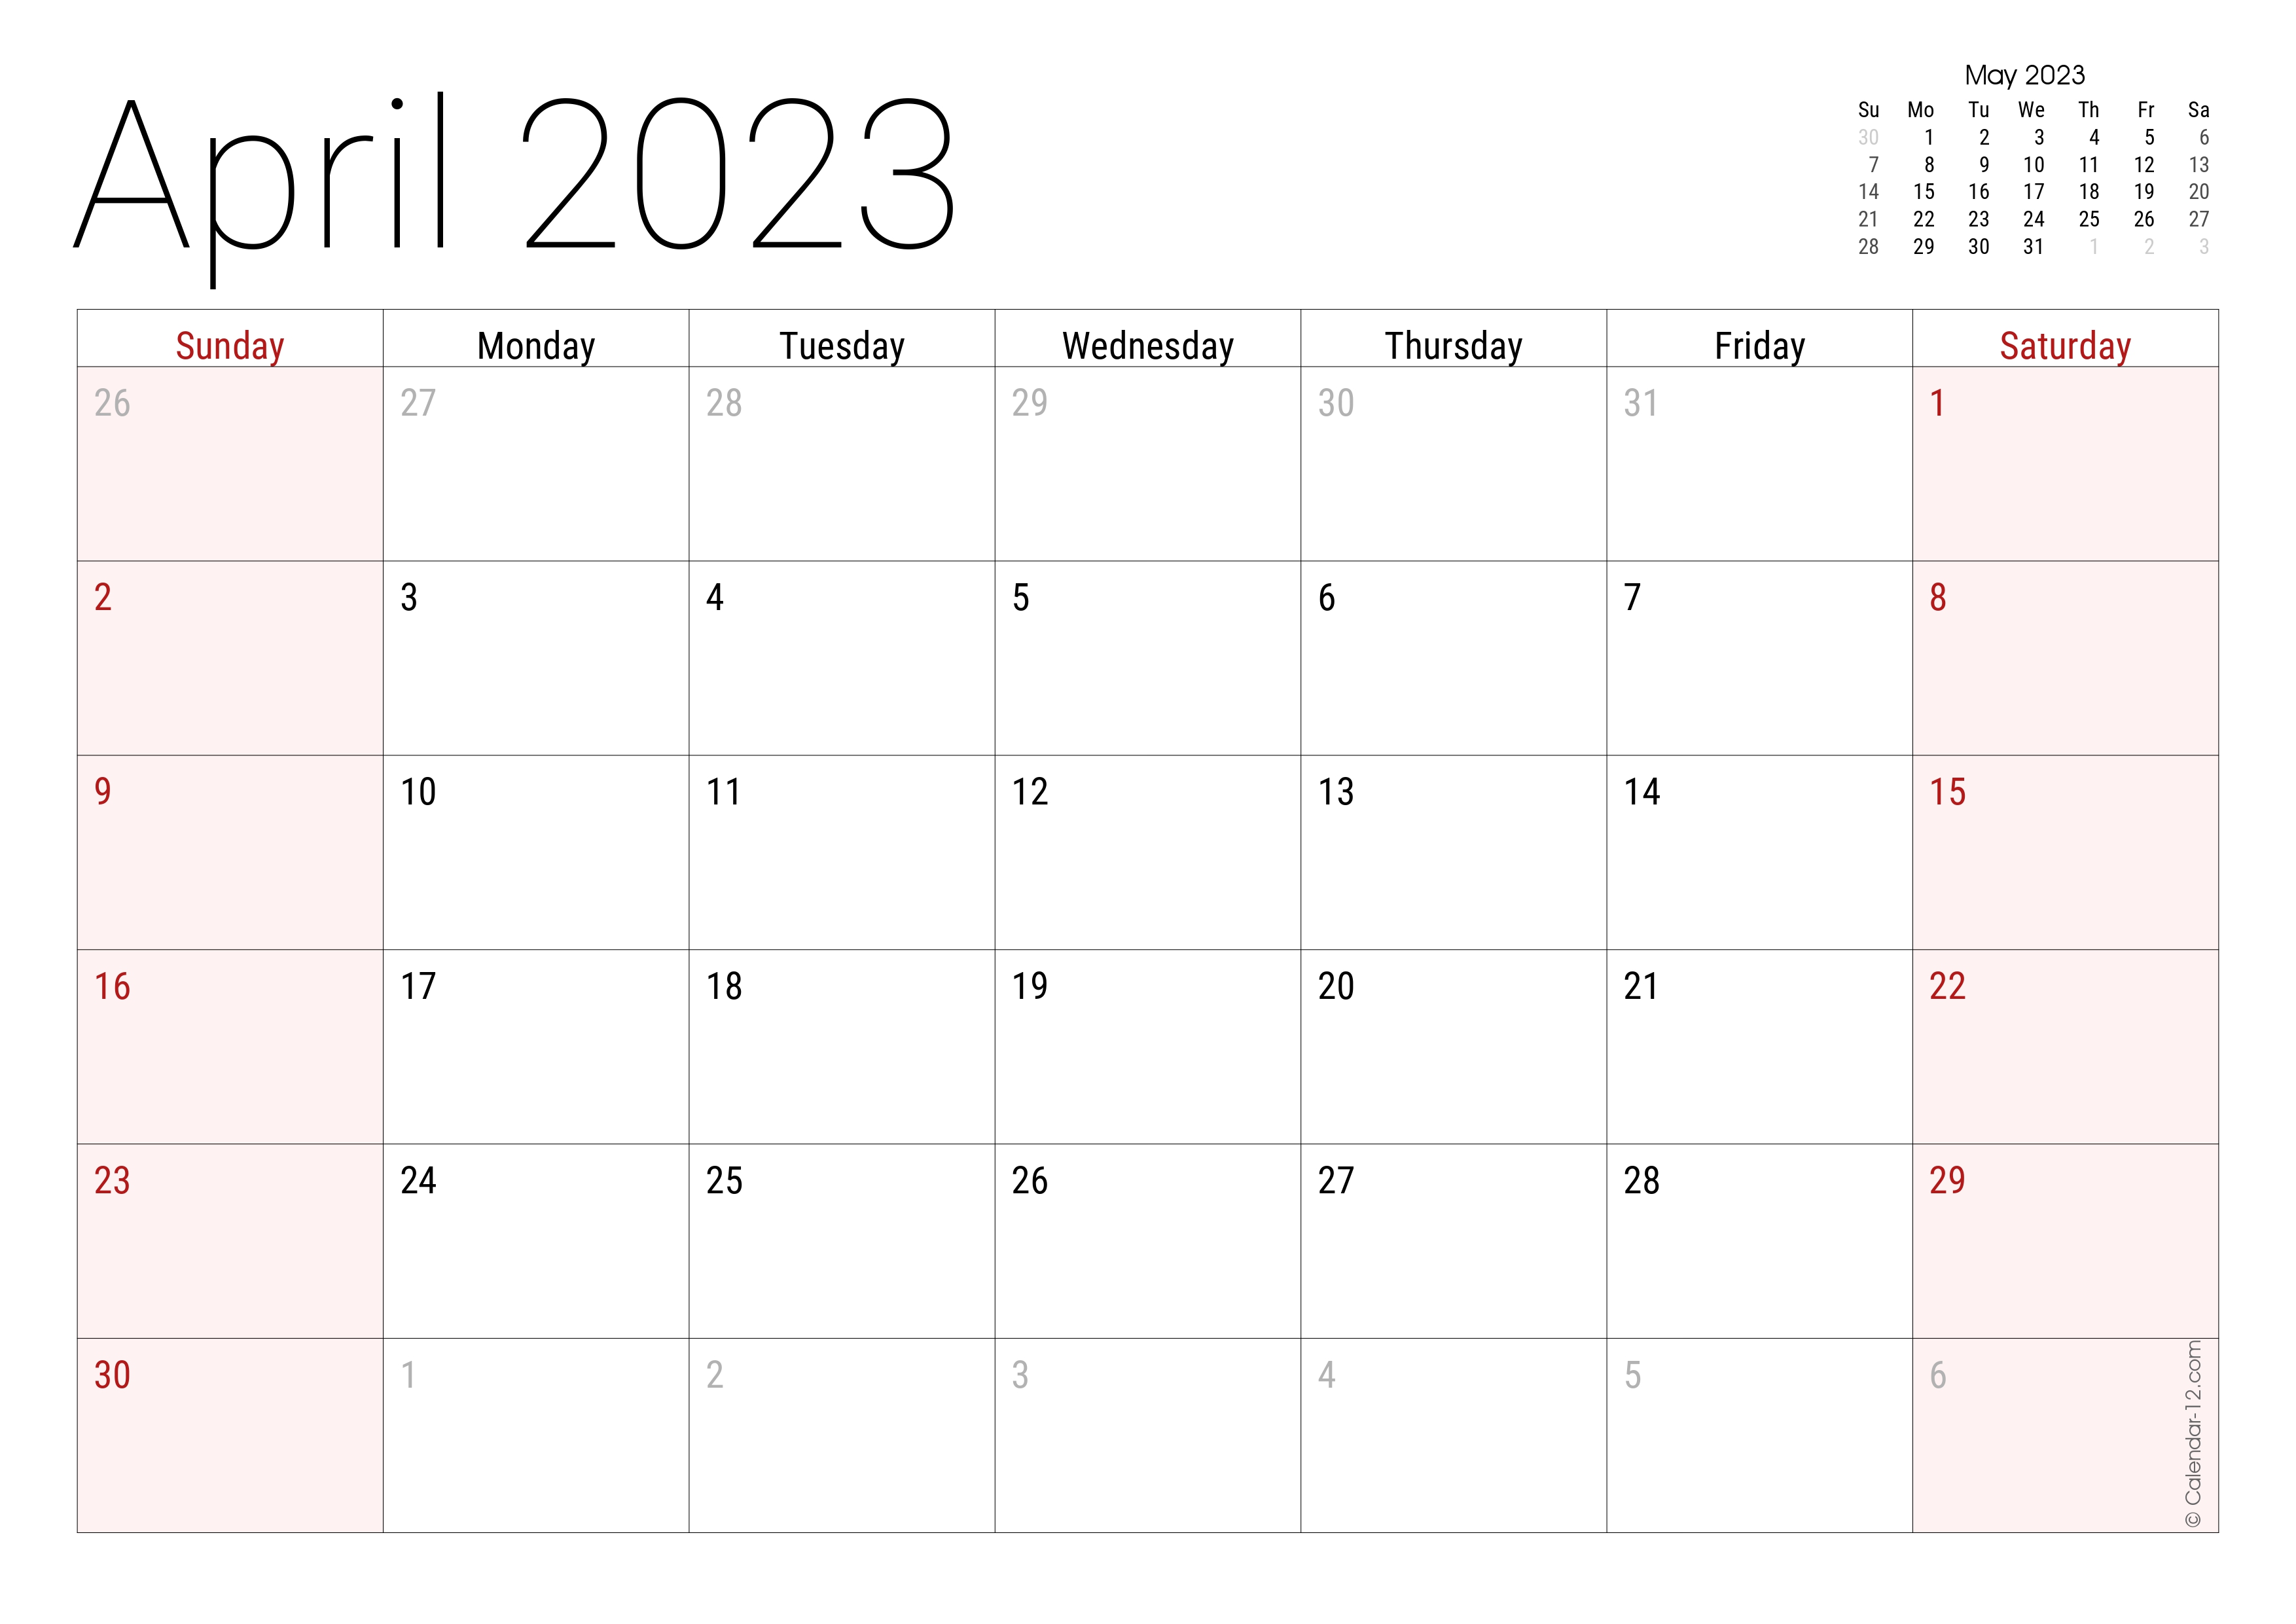 April 2023
May 2023
Su Mo Tu We Th Fr Sa
30 1 2 3 4 5 6
7 8 9 10 11 12 13
14 15 16 17 18 19 20
21 22 23 24 25 26 27
28 29 30 31 1 2 3
Sunday Monday Tuesday Wednesday Thursday Friday Saturday
26 27 28 29 30 31 1
2 3 4 5 6 7 8
9 10 11 12 13 14 15
16 17 18 19 20 21 22
23 24 25 26 27 28 29
30 1 2 3 4 5 6
© Calendar-12.com